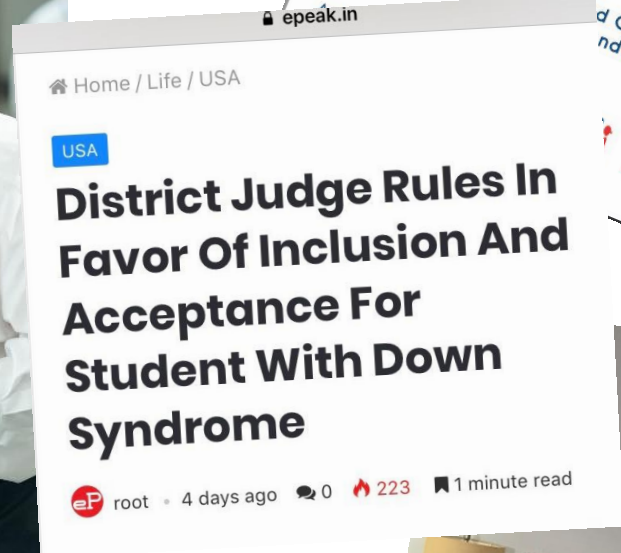 epeak.in
Home / Life / USA
USA
District Judge Rules In
Favor Of Inclusion And
Acceptance For
Student With Down
Syndrome
eP root • 4 days ago 0 223 1 minute read
d
nd